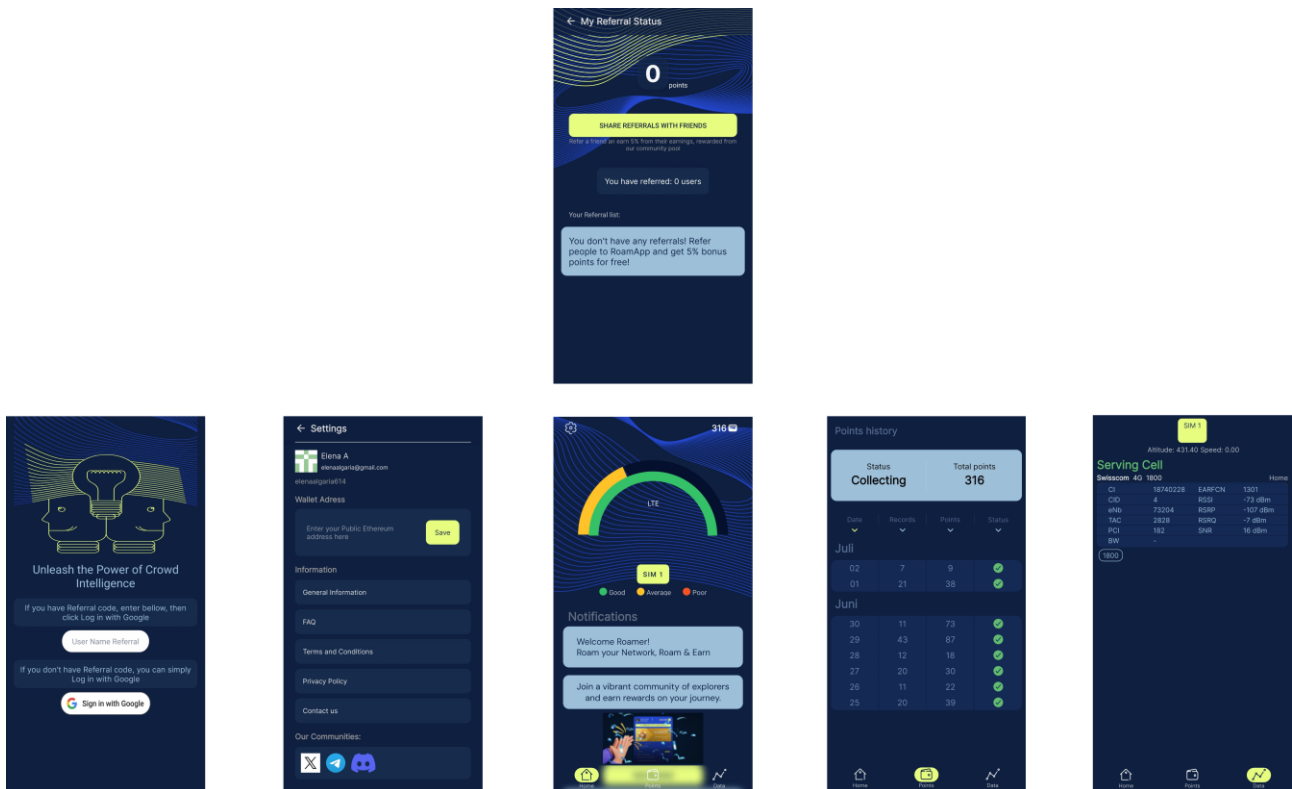 ← My Referral Status
0
points
SHARE REFERRALS WITH FRIENDS
Refer a friend an earn 5% from their earnings, rewarded from
our community pool
You have referred: 0 users
Your Referral list:
You don't have any referrals! Refer
people to RoamApp and get 5% bonus
points for free!
Unleash the Power of Crowd
Intelligence
If you have Referral code, enter bellow, then
click Log in with Google
User Name Referral
If you don't have Referral code, you can simply
Log in with Google
Sign in with Google
← Settings
Elena A
elenaalgarla@gmail.com
elenaalgarla614
Wallet Adress
Enter your Public Ethereum
address here
Save
Information
General Information
FAQ
Terms and Conditions
Privacy Policy
Contact us
Our Communities:
316
LTE
SIM 1
Good Average Poor
Notifications
Welcome Roamer!
Roam your Network, Roam & Earn
Join a vibrant community of explorers
and earn rewards on your journey.
Home Points Data
Points history
Status Total points
Collecting 316
Date Records Points Status
Juli
02 7 9
01 21 38
Juni
30 11 73
29 43 87
28 12 18
27 20 30
26 11 22
25 20 39
Home Points Data
SIM 1
Altitude: 431.40 Speed: 0.00
Serving Cell
Swisscom 4G 1800 Home
CI 18740228 EARFCN 1301
CID 4 RSSI -73 dBm
eNb 73204 RSRP -107 dBm
TAC 2828 RSRQ -7 dBm
PCI 182 SNR 16 dBm
BW -
1800
Home Points Data